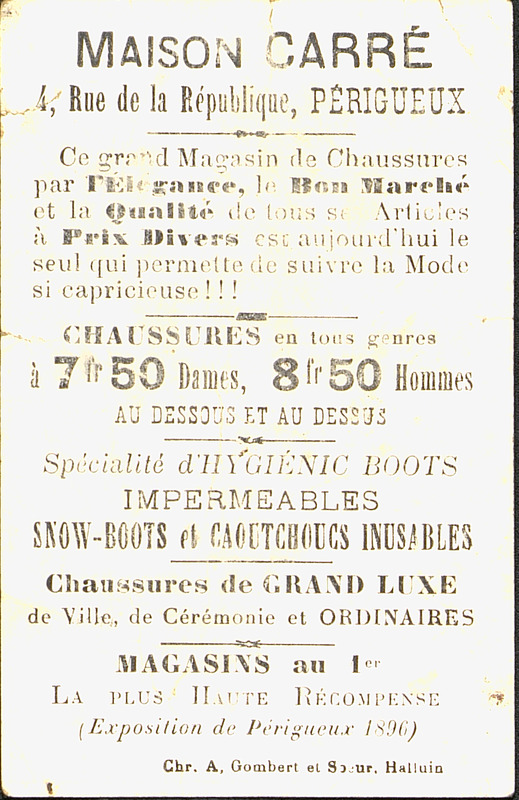 MAISON CARRÉ
4, Rue de la République, PÉRIGUEUX
Ce grand Magasin de Chaussures
par l'Élégance, le Bon Marché
et la Qualité de tous ses Articles
à Prix Divers est aujourd'hui le
seul qui permette de suivre la Mode
si capricieuse!!!
CHAUSSURES en tous genres
à 7fr50 Dames, 8fr50 Hommes
AU DESSOUS ET AU DESSUS
Spécialité d'HYGIÉNIC BOOTS
IMPERMEABLES
SNOW-BOOTS et CAOUTCHOUCS INUSABLES
Chaussures de GRAND LUXE
de Ville, de Cérémonie et ORDINAIRES
MAGASINS au 1er
LA PLUS HAUTE RÉCOMPENSE
(Exposition de Périgueux 1896)
Chr. A, Gombert et Sœur, Halluin